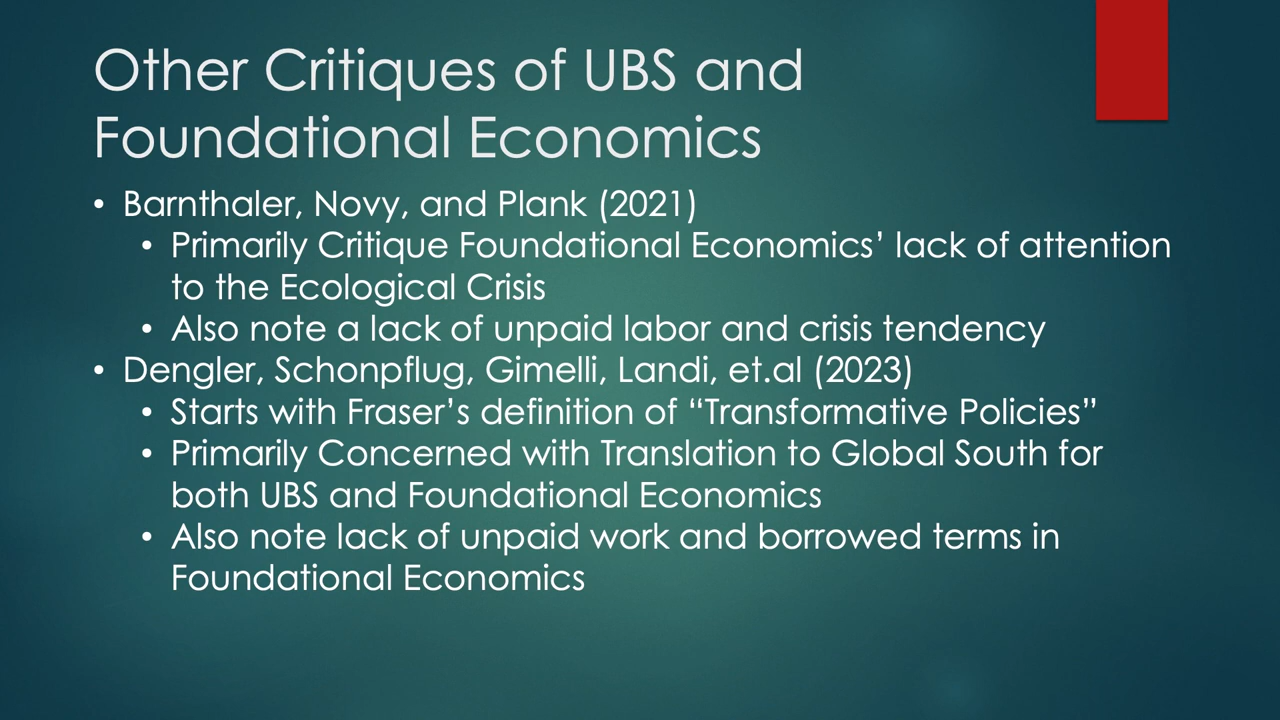 Other Critiques of UBS and
Foundational Economics
• Barnthaler, Novy, and Plank (2021)
• Primarily Critique Foundational Economics’ lack of attention
to the Ecological Crisis
• Also note a lack of unpaid labor and crisis tendency
• Dengler, Schonpflug, Gimelli, Landi, et.al (2023)
• Starts with Fraser’s definition of “Transformative Policies”
• Primarily Concerned with Translation to Global South for
both UBS and Foundational Economics
• Also note lack of unpaid work and borrowed terms in
Foundational Economics